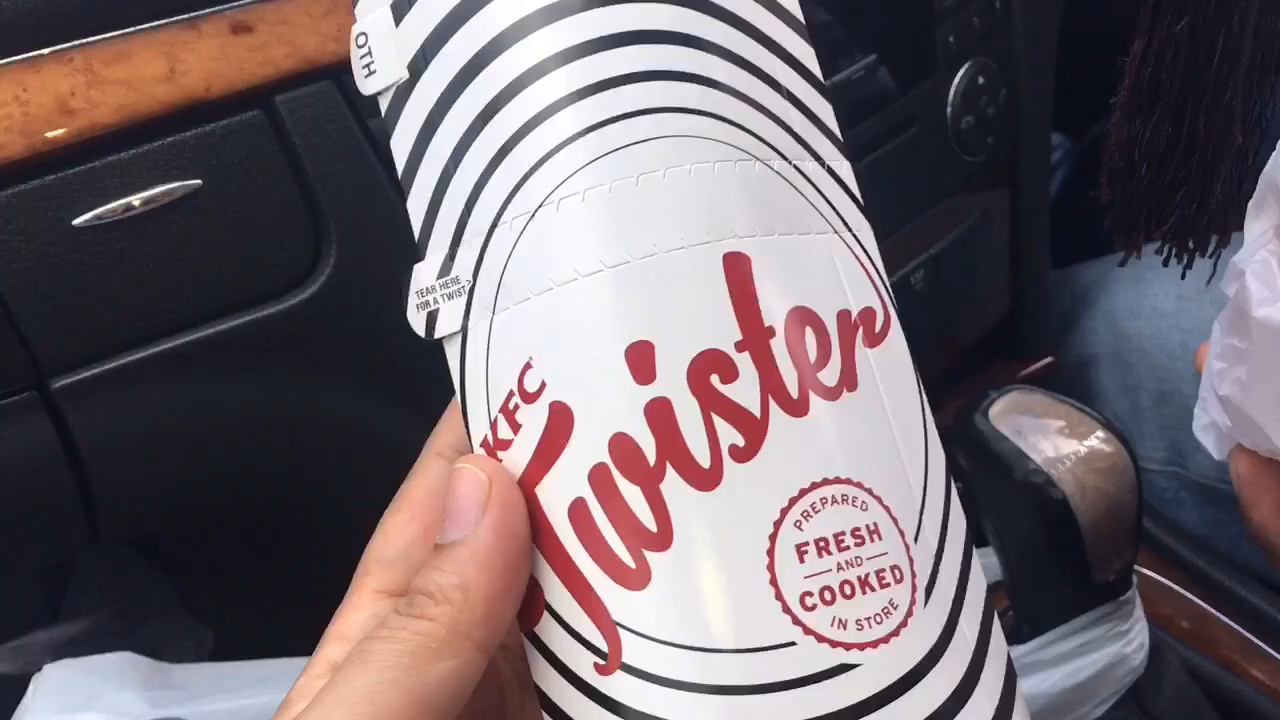 OTH
TEAR HERE
FOR A TWIST
KFC
Twister
PREPARED
FRESH
AND
COOKED
IN STORE